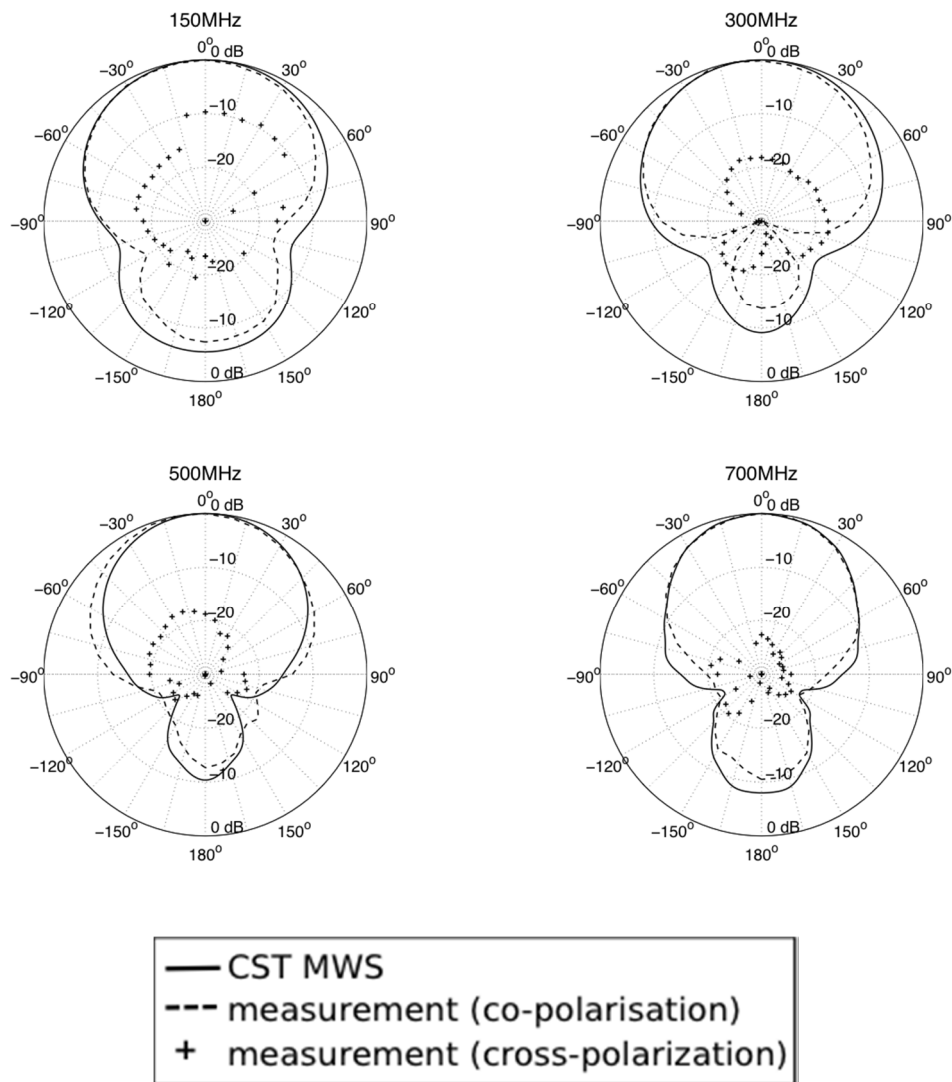 150MHz
0° 0 dB
−30° 30°
−10
−60° 60°
−20
−90° 90°
−20
−120° −10 120°
−150° 0 dB 150°
180°
300MHz
0° 0 dB
−30° 30°
−10
−60° 60°
−20
−90° 90°
−20
−120° −10 120°
−150° 0 dB 150°
180°
500MHz
0° 0 dB
−30° 30°
−10
−60° 60°
−20
−90° 90°
−20
−120° −10 120°
−150° 0 dB 150°
180°
700MHz
0° 0 dB
−30° 30°
−10
−60° 60°
−20
−90° 90°
−20
−120° −10 120°
−150° 0 dB 150°
180°
CST MWS
measurement (co-polarisation)
measurement (cross-polarization)